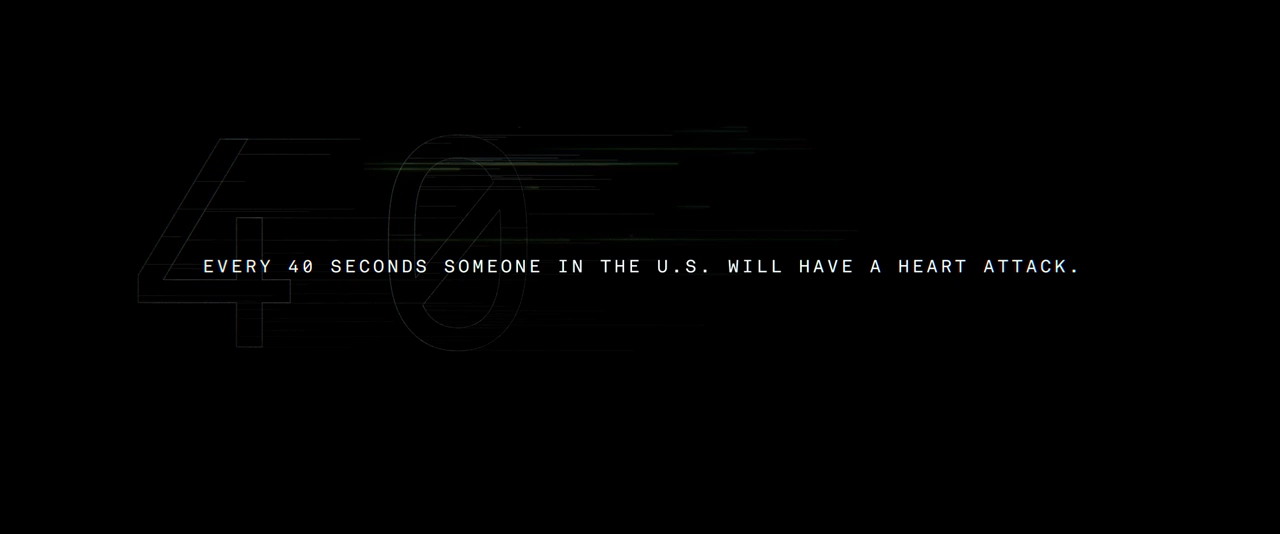 40
EVERY 40 SECONDS SOMEONE IN THE U.S. WILL HAVE A HEART ATTACK.